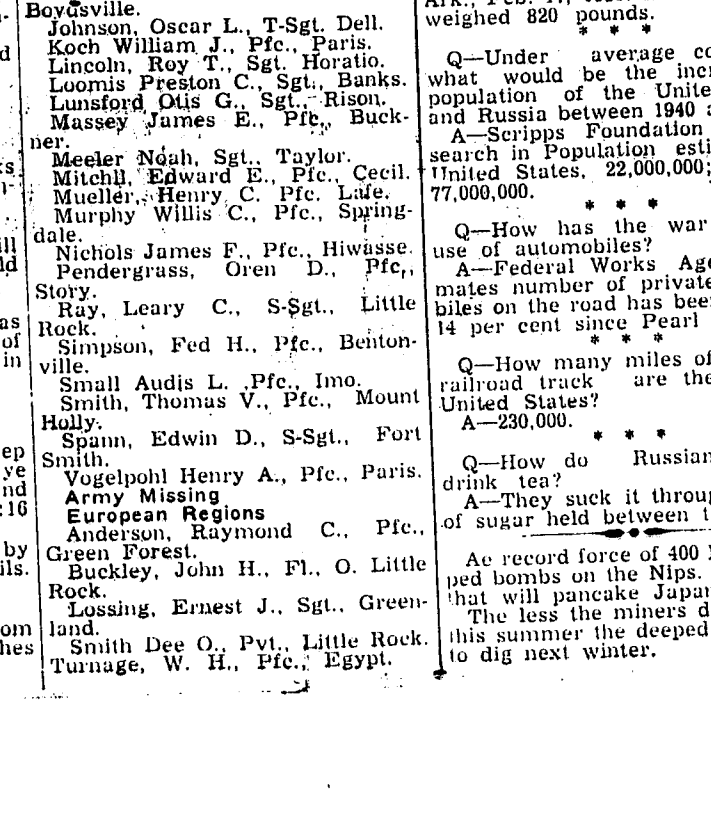 Boydsville.
Johnson, Oscar L., T-Sgt. Dell.
Koch William J., Pfc., Paris.
Lincoln, Roy T., Sgt. Horatio.
Loomis Preston C., Sgt., Banks.
Lunsford Otis G., Sgt., Rison.
Massey James E., Pfc., Buck-
ner.
Meeler Noah, Sgt., Taylor.
Mitchll, Edward E., Pfc., Cecil.
Mueller, Henry C. Pfc. Lafe.
Murphy Willis C., Pfc., Spring-
dale.
Nichols James F., Pfc., Hiwasse.
Pendergrass, Oren D., Pfc.,
Story.
Ray, Leary C., S-Sgt., Little
Rock.
Simpson, Fed H., Pfc., Benton-
ville.
Small Audis L. ,Pfc., Imo.
Smith, Thomas V., Pfc., Mount
Holly.
Spann, Edwin D., S-Sgt., Fort
Smith.
Vogelpohl Henry A., Pfc., Paris.
Army Missing
European Regions
Anderson, Raymond C., Pfc.,
Green Forest.
Buckley, John H., Fl., O. Little
Rock.
Lossing, Ernest J., Sgt., Green-
land.
Smith Dee O., Pvt., Little Rock.
Turnage, W. H., Pfc., Egypt.
weighed 820 pounds.
* * *
Q—Under average
what would be the
population of the
and Russia between 1940
A—Scripps Foundation
search in Population
United States, 22,000,000;
77,000,000.
* * *
Q—How has the war
use of automobiles?
A—Federal Works
mates number of
biles on the road has
14 per cent since Pearl
* * *
Q—How many miles of
railroad track are
United States?
A—230,000.
* * *
Q—How do
drink tea?
A—They suck it
of sugar held between
Ae record force of 400
ped bombs on the Nips.
that will pancake
The less the miners
this summer the deeped
to dig next winter.